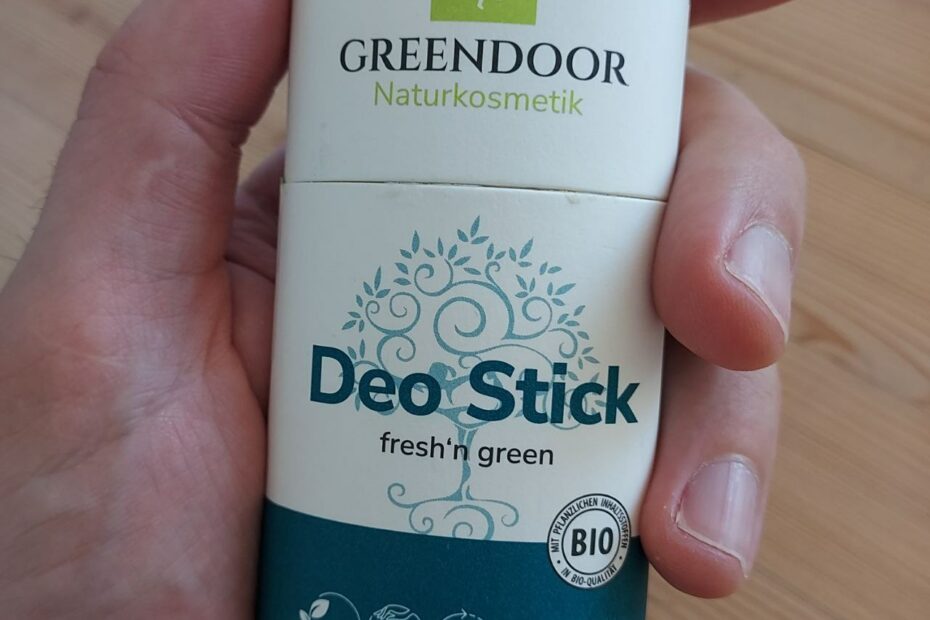 GREENDOOR
Naturkosmetik
Deo Stick
fresh'n green
MIT PFLANZLICHEN INHALTSSTOFFEN
BIO
• IN BIO-QUALITÄT •